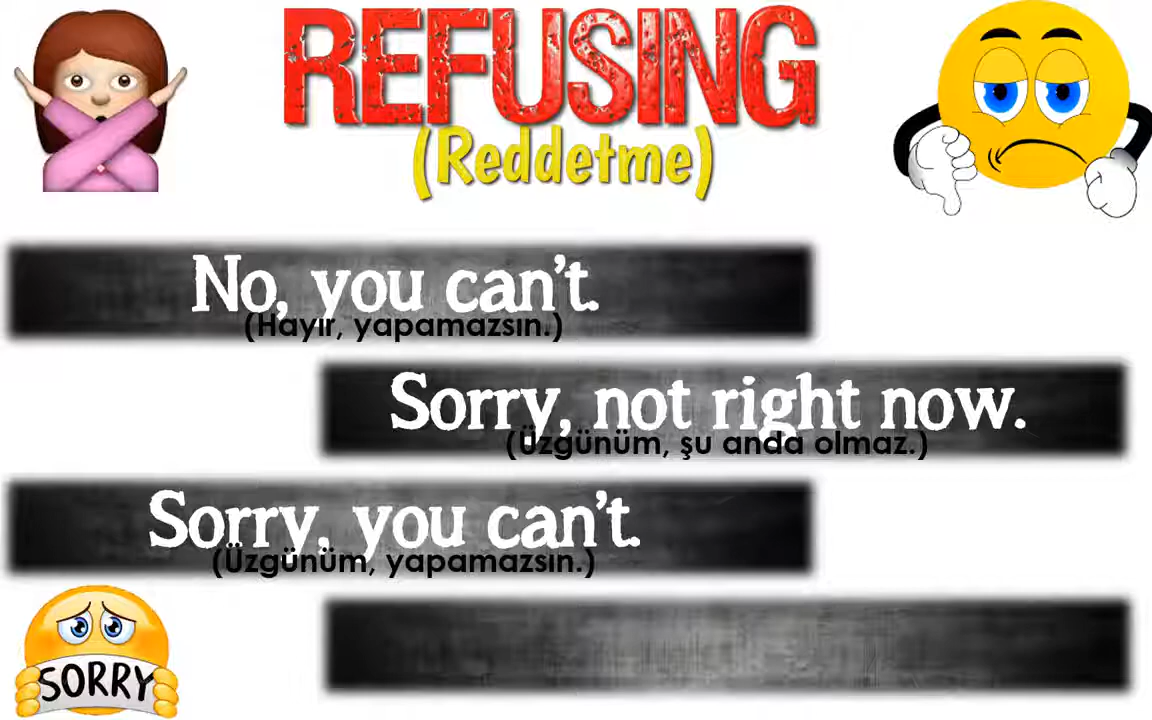 REFUSING
(Reddetme)
No, you can't.
(Hayır, yapamazsın.)
Sorry, not right now.
(Üzgünüm, şu anda olmaz.)
Sorry, you can't.
(Üzgünüm, yapamazsın.)
SORRY